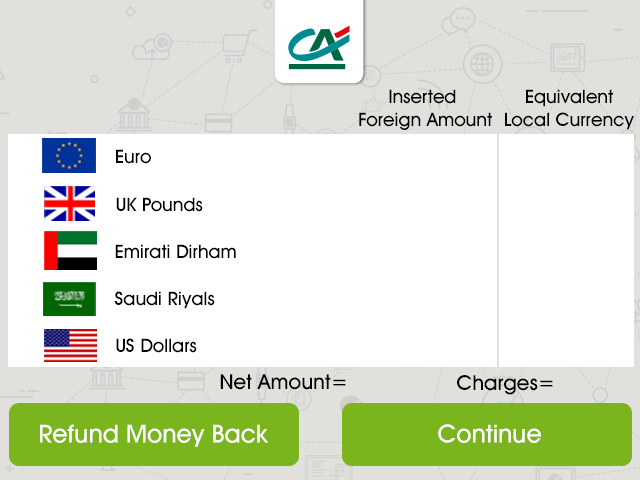 CA
Inserted
Foreign Amount
Equivalent
Local Currency
Euro
UK Pounds
Emirati Dirham
Saudi Riyals
US Dollars
Net Amount=
Charges=
Refund Money Back
Continue